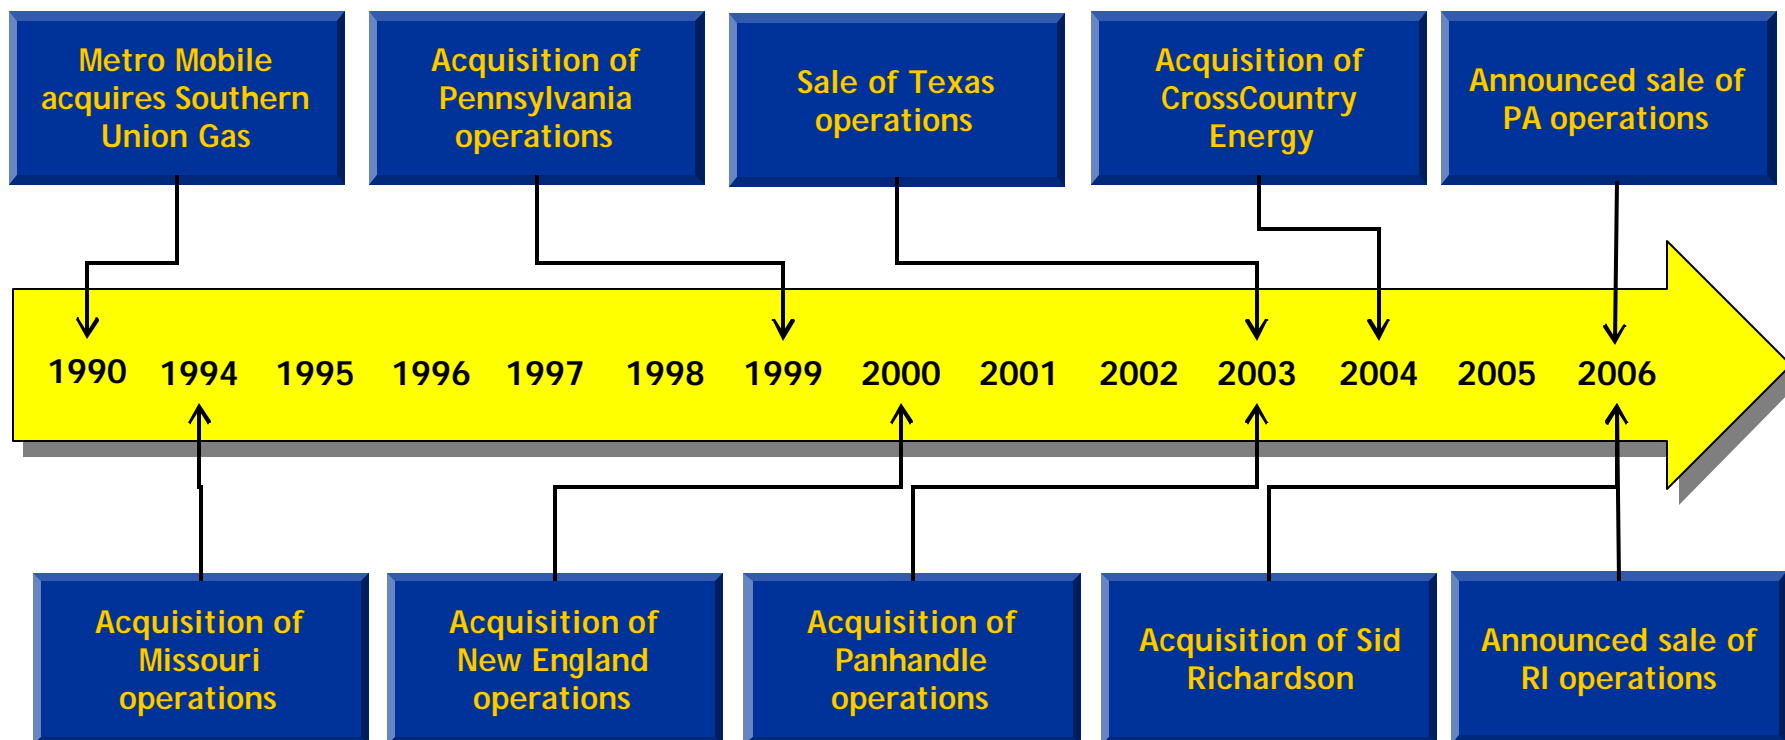 Metro Mobile
acquires Southern
Union Gas
Acquisition of
Pennsylvania
operations
Sale of Texas
operations
Acquisition of
CrossCountry
Energy
Announced sale of
PA operations
1990 1994 1995 1996 1997 1998 1999 2000 2001 2002 2003 2004 2005 2006
Acquisition of
Missouri
operations
Acquisition of
New England
operations
Acquisition of
Panhandle
operations
Acquisition of Sid
Richardson
Announced sale of
RI operations